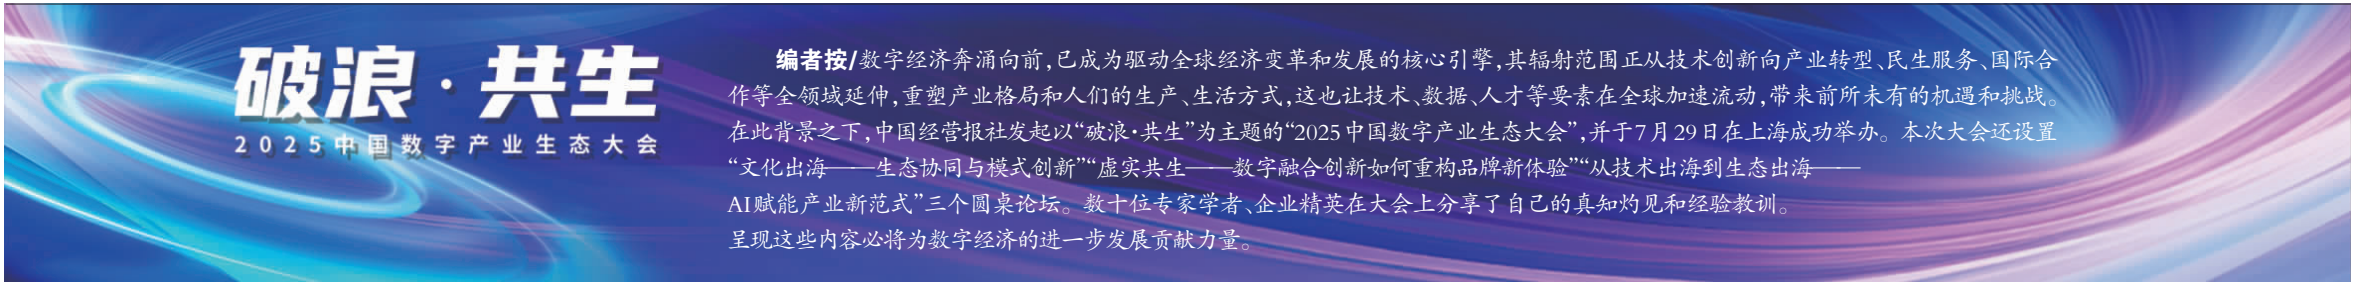 破浪·共生
2025中国数字产业生态大会
编者按/数字经济奔涌向前,已成为驱动全球经济变革和发展的核心引擎,其辐射范围正从技术创新向产业转型、民生服务、国际合
作等全领域延伸,重塑产业格局和人们的生产、生活方式,这也让技术、数据、人才等要素在全球加速流动,带来前所未有的机遇和挑战。
在此背景之下,中国经营报社发起以“破浪·共生”为主题的“2025中国数字产业生态大会”,并于7月29日在上海成功举办。本次大会还设置
“文化出海——生态协同与模式创新”“虚实共生——数字融合创新如何重构品牌新体验”“从技术出海到生态出海——
AI赋能产业新范式”三个圆桌论坛。数十位专家学者、企业精英在大会上分享了自己的真知灼见和经验教训。
呈现这些内容必将为数字经济的进一步发展贡献力量。